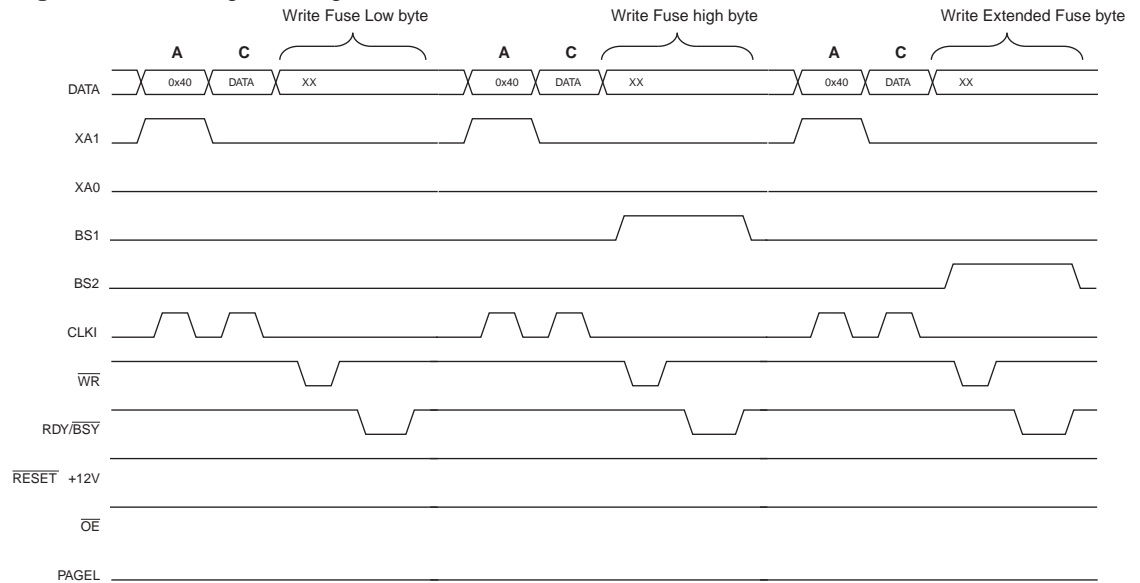 Write Fuse Low byte Write Fuse high byte Write Extended Fuse byte
A C A C A C
DATA 0x40 DATA XX 0x40 DATA XX 0x40 DATA XX
XA1
XA0
BS1
BS2
CLKI
WR
RDY/BSY
RESET +12V
OE
PAGEL